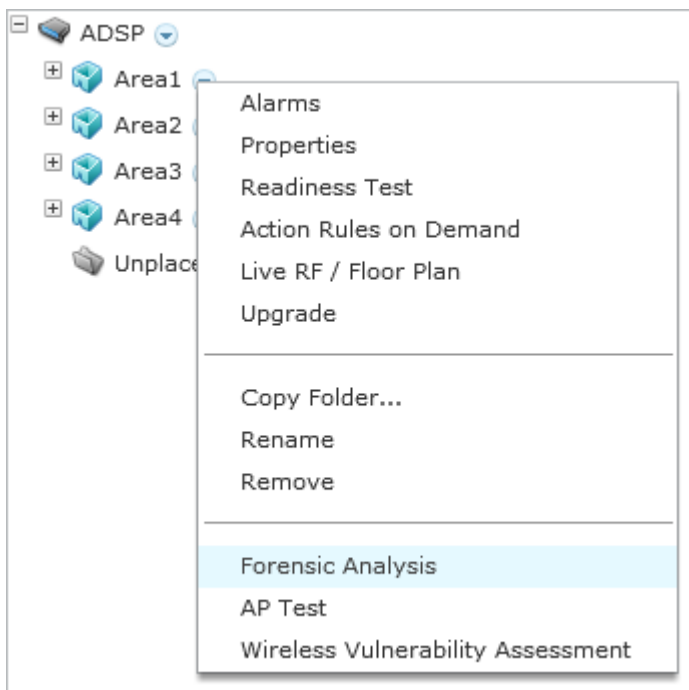 ADSP
Area1
Alarms
Area2
Properties
Area3
Readiness Test
Area4
Action Rules on Demand
Live RF / Floor Plan
Upgrade
Copy Folder...
Rename
Remove
Forensic Analysis
AP Test
Wireless Vulnerability Assessment